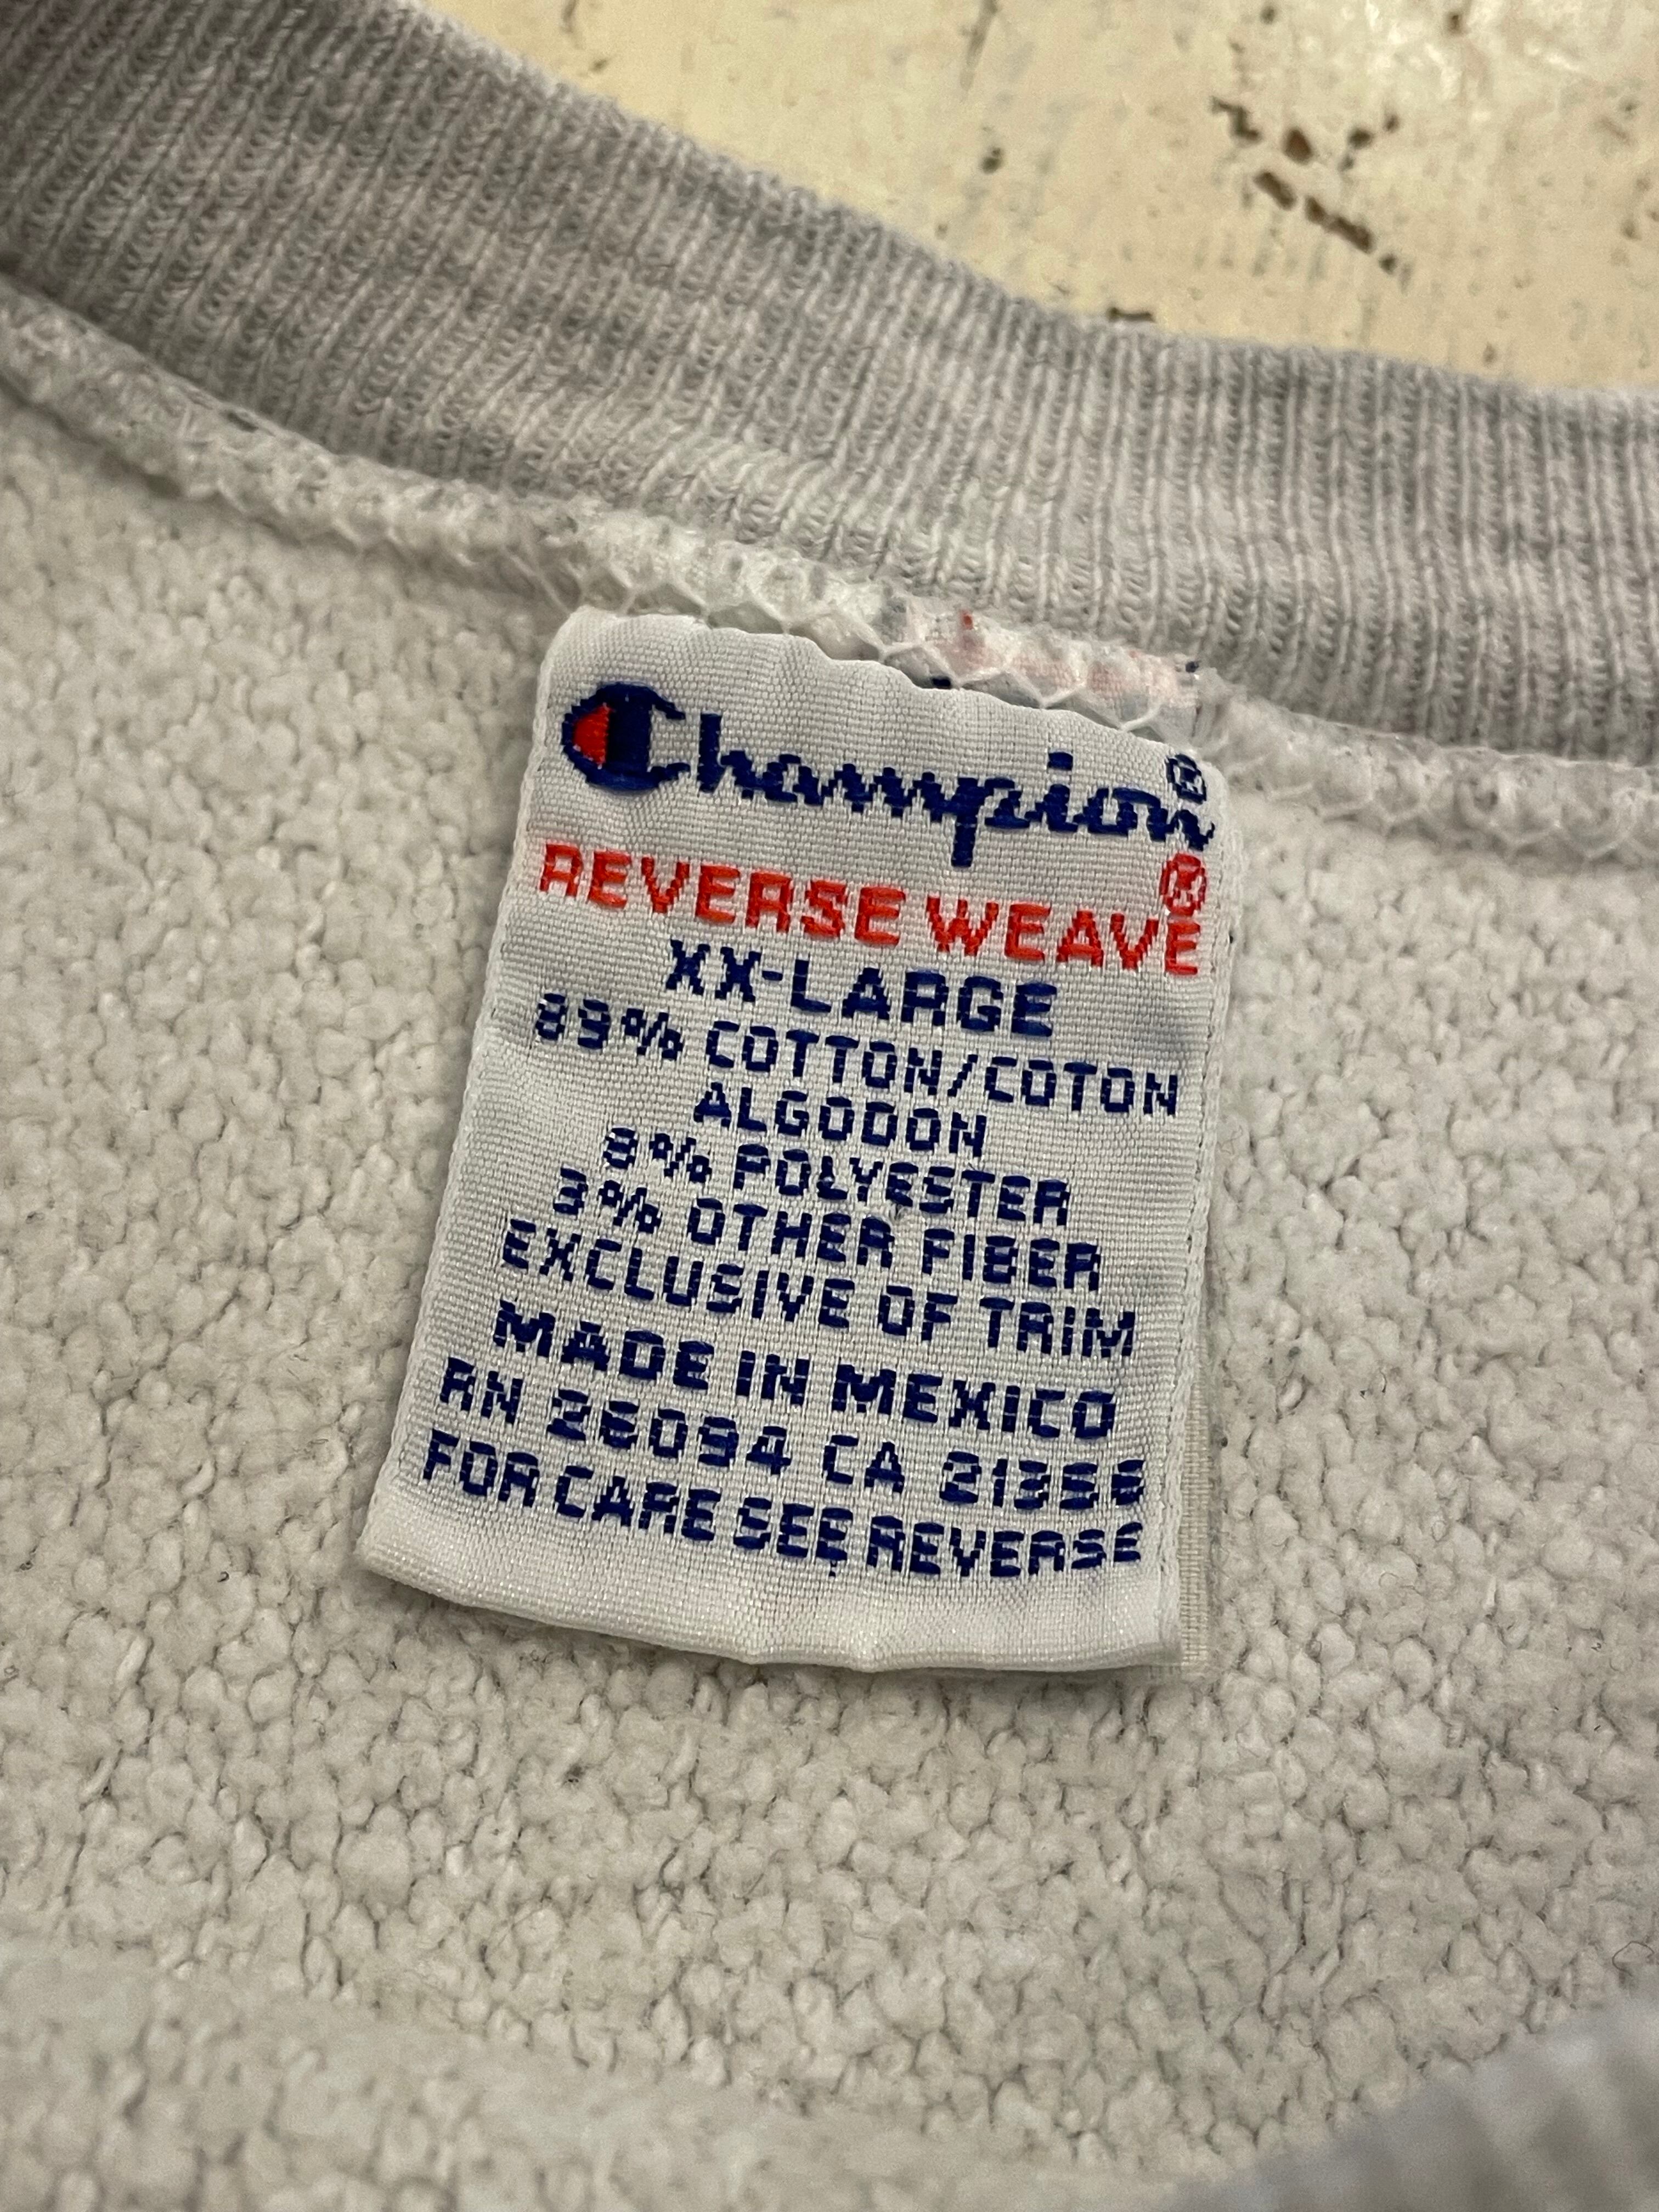 Champion®
REVERSE WEAVE®
XX-LARGE
89% COTTON/COTON
ALGODON
8% POLYESTER
3% OTHER FIBER
EXCLUSIVE OF TRIM
MADE IN MEXICO
RN 26094 CA 21356
FOR CARE SEE REVERSE